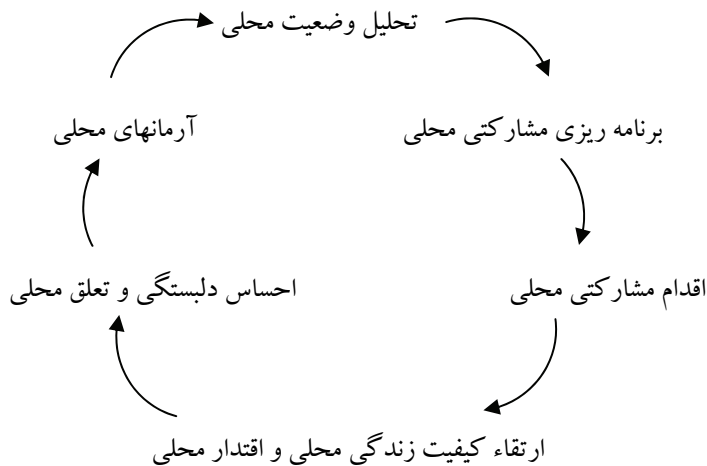 تحلیل وضعیت محلی
برنامه ریزی مشارکتی محلی
آرمانهای محلی
اقدام مشارکتی محلی
احساس دلبستگی و تعلق محلی
ارتقاء کیفیت زندگی محلی و اقتدار محلی